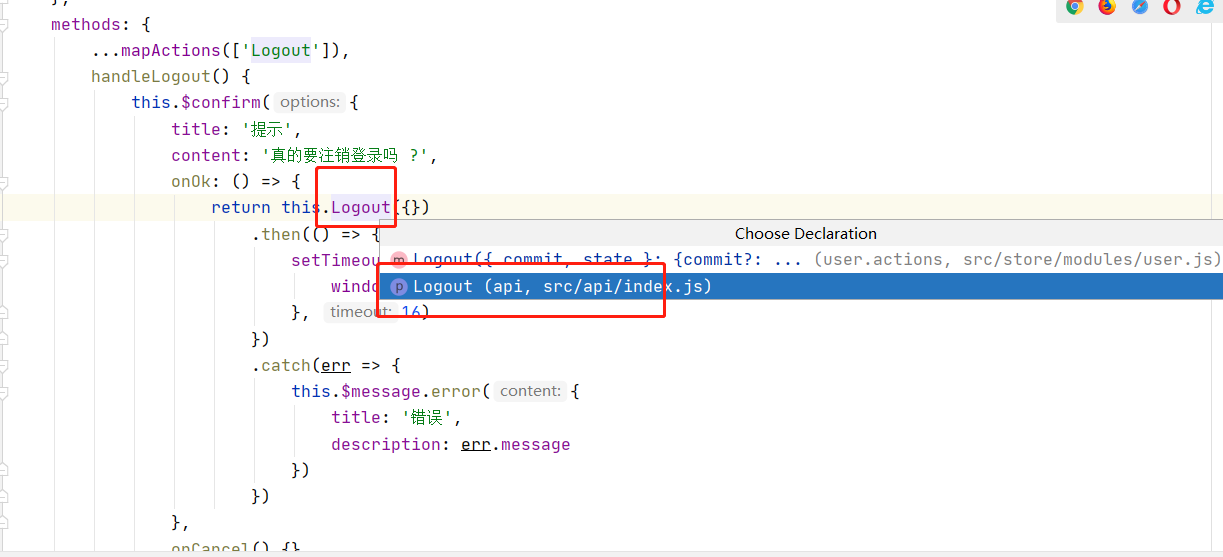 },
methods: {
...mapActions(['Logout']),
handleLogout() {
this.$confirm( options: {
title: '提示',
content: '真的要注销登录吗 ?',
onOk: () => {
return this.Logout({})
.then(() => {
Choose Declaration
setTimeou
m Logout({ commit, state }: {commit?: ... (user.actions, src/store/modules/user.js)
windo
p Logout (api, src/api/index.js)
}, timeout: 16)
})
.catch(err => {
this.$message.error( content: {
title: '错误',
description: err.message
})
})
},
onCancel() {}